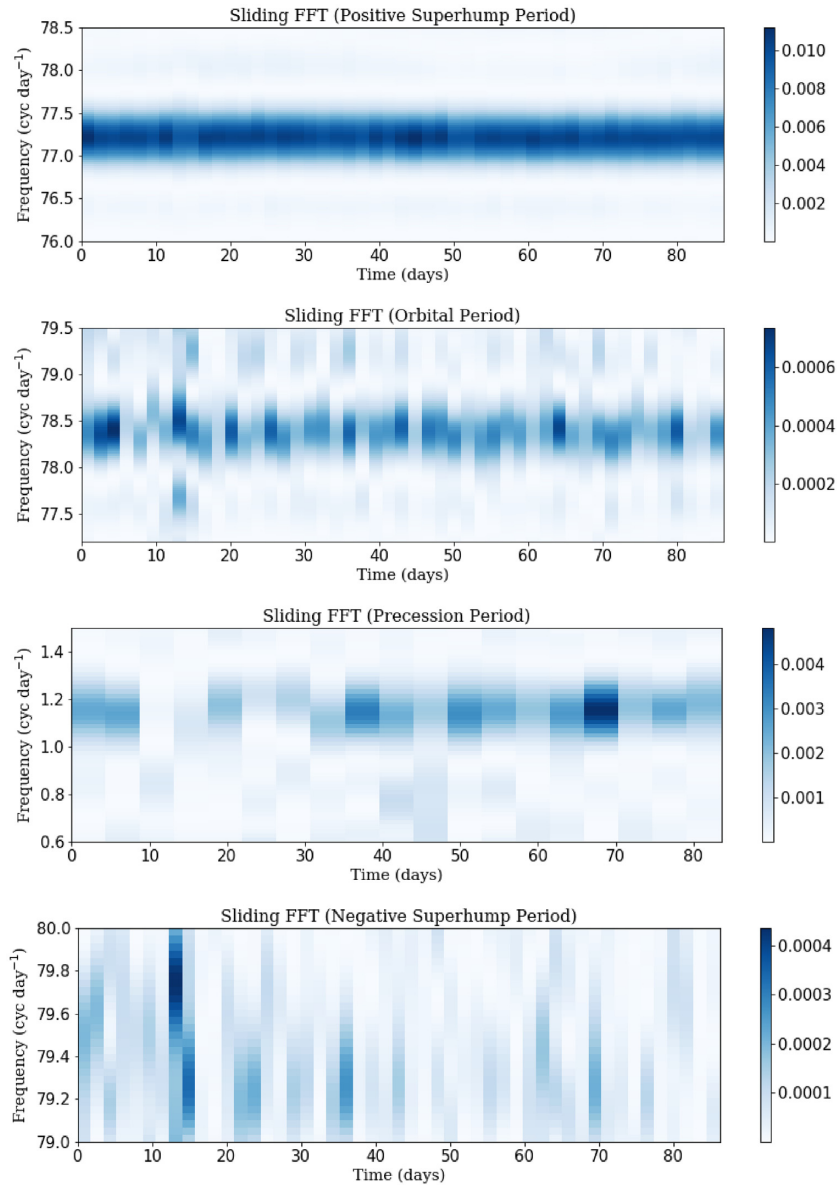 Sliding FFT (Positive Superhump Period)
78.5
78.0
77.5
77.0
76.5
76.0
Frequency (cyc day⁻¹)
0 10 20 30 40 50 60 70 80
Time (days)
0.010
0.008
0.006
0.004
0.002
Sliding FFT (Orbital Period)
79.5
79.0
78.5
78.0
77.5
Frequency (cyc day⁻¹)
0 10 20 30 40 50 60 70 80
Time (days)
0.0006
0.0004
0.0002
Sliding FFT (Precession Period)
1.4
1.2
1.0
0.8
0.6
Frequency (cyc day⁻¹)
0 10 20 30 40 50 60 70 80
Time (days)
0.004
0.003
0.002
0.001
Sliding FFT (Negative Superhump Period)
80.0
79.8
79.6
79.4
79.2
79.0
Frequency (cyc day⁻¹)
0 10 20 30 40 50 60 70 80
Time (days)
0.0004
0.0003
0.0002
0.0001